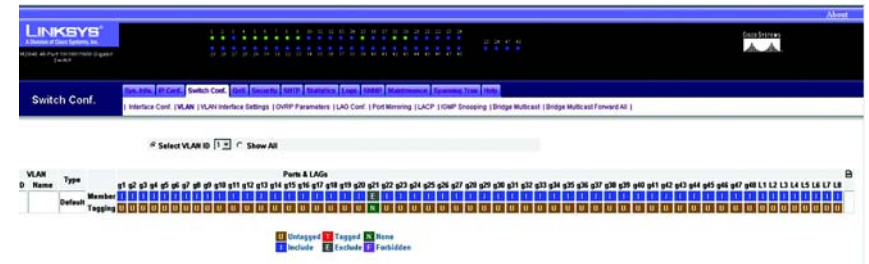 About
LINKSYS®
A Division of Cisco Systems, Inc.
CISCO SYSTEMS
Switch Conf.
Sys. Info. IP Conf. Switch Conf. QoS Security SNTP Statistics Logs SNMP Maintenance Spanning Tree Help
| Interface Conf. | VLAN | VLAN Interface Settings | GVRP Parameters | LAG Conf. | Port Mirroring | LACP | IGMP Snooping | Bridge Multicast | Bridge Multicast Forward All |
Select VLAN ID 1 Show All
VLAN
Name Type Ports & LAGs
g1 g2 g3 g4 g5 g6 g7 g8 g9 g10 g11 g12 g13 g14 g15 g16 g17 g18 g19 g20 g21 g22 g23 g24 g25 g26 g27 g28 g29 g30 g31 g32 g33 g34 g35 g36 g37 g38 g39 g40 g41 g42 g43 g44 g45 g46 g47 g48 L1 L2 L3 L4 L5 L6 L7 L8
Default
Member I I I I I I I I I I I I I I I I I I I I E I I I I I I I I I I I I I I I I I I I I I I I I I I I I I I I I I I I
Tagging U U U U U U U U U U U U U U U U U U U U N U U U U U U U U U U U U U U U U U U U U U U U U U U U U U U U U U U U
U Untagged T Tagged N None
I Include E Exclude F Forbidden